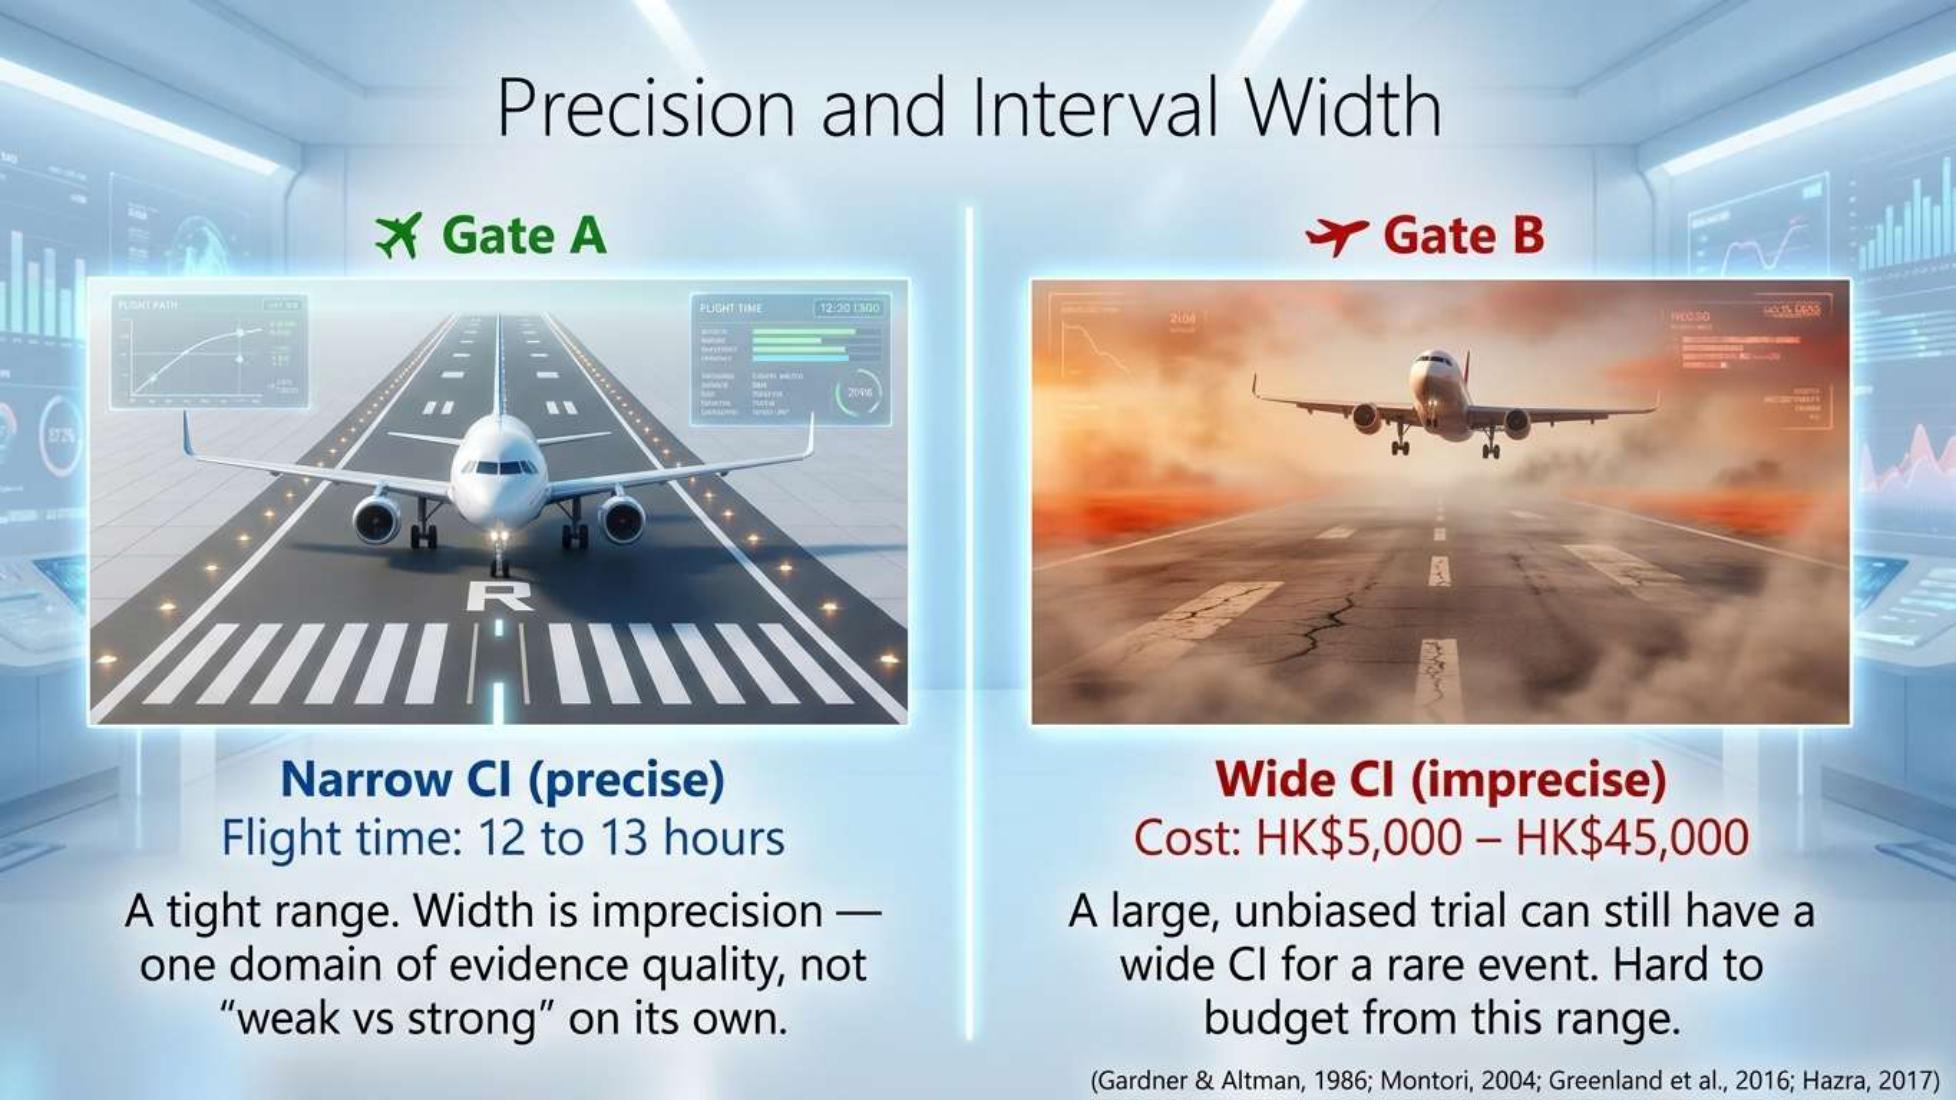 Precision and Interval Width
Gate A
Gate B
FLIGHT PATH
FLIGHT TIME
Narrow CI (precise)
Flight time: 12 to 13 hours
A tight range. Width is imprecision —
one domain of evidence quality, not
“weak vs strong” on its own.
Wide CI (imprecise)
Cost: HK$5,000 – HK$45,000
A large, unbiased trial can still have a
wide CI for a rare event. Hard to
budget from this range.
(Gardner & Altman, 1986; Montori, 2004; Greenland et al., 2016; Hazra, 2017)
R